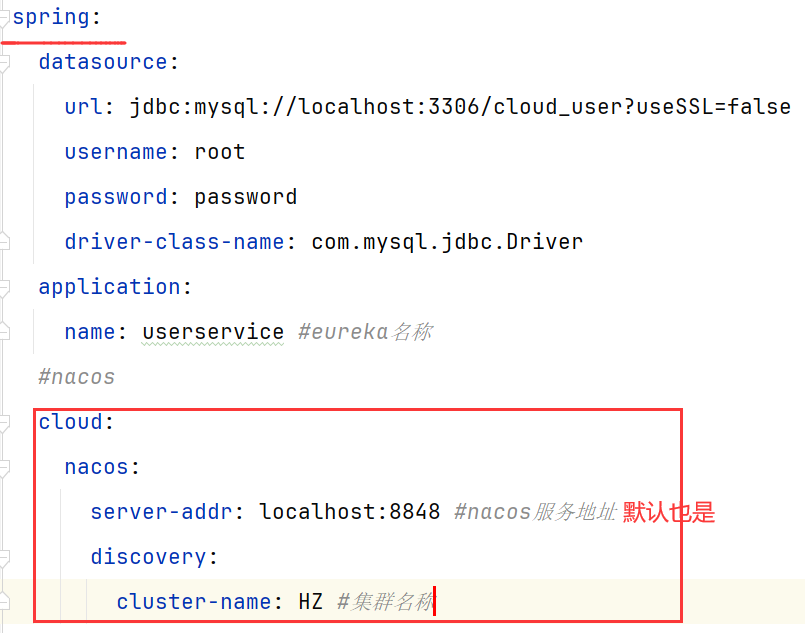 spring:
datasource:
url: jdbc:mysql://localhost:3306/cloud_user?useSSL=false
username: root
password: password
driver-class-name: com.mysql.jdbc.Driver
application:
name: userservice #eureka名称
#nacos
cloud:
nacos:
server-addr: localhost:8848 #nacos服务地址 默认也是
discovery:
cluster-name: HZ #集群名称